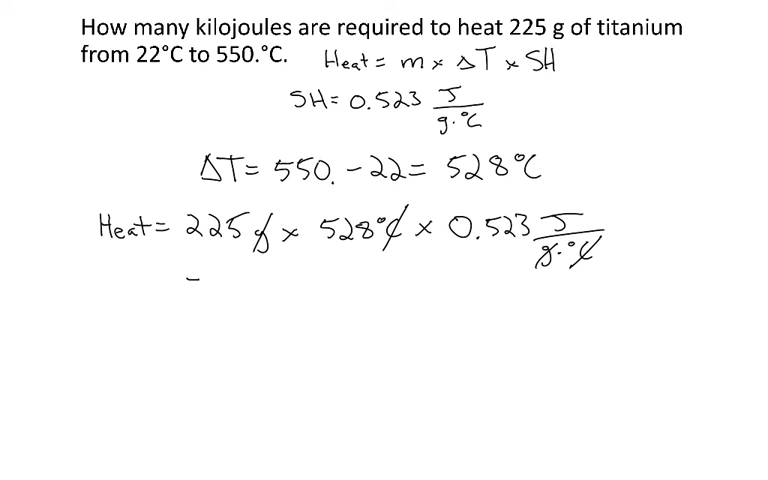 How many kilojoules are required to heat 225 g of titanium
from 22°C to 550.°C. Heat = m × ΔT × SH
SH = 0.523 J/g·°C
ΔT = 550. - 22 = 528°C
Heat = 225 g × 528°C × 0.523 J/g·°C
=